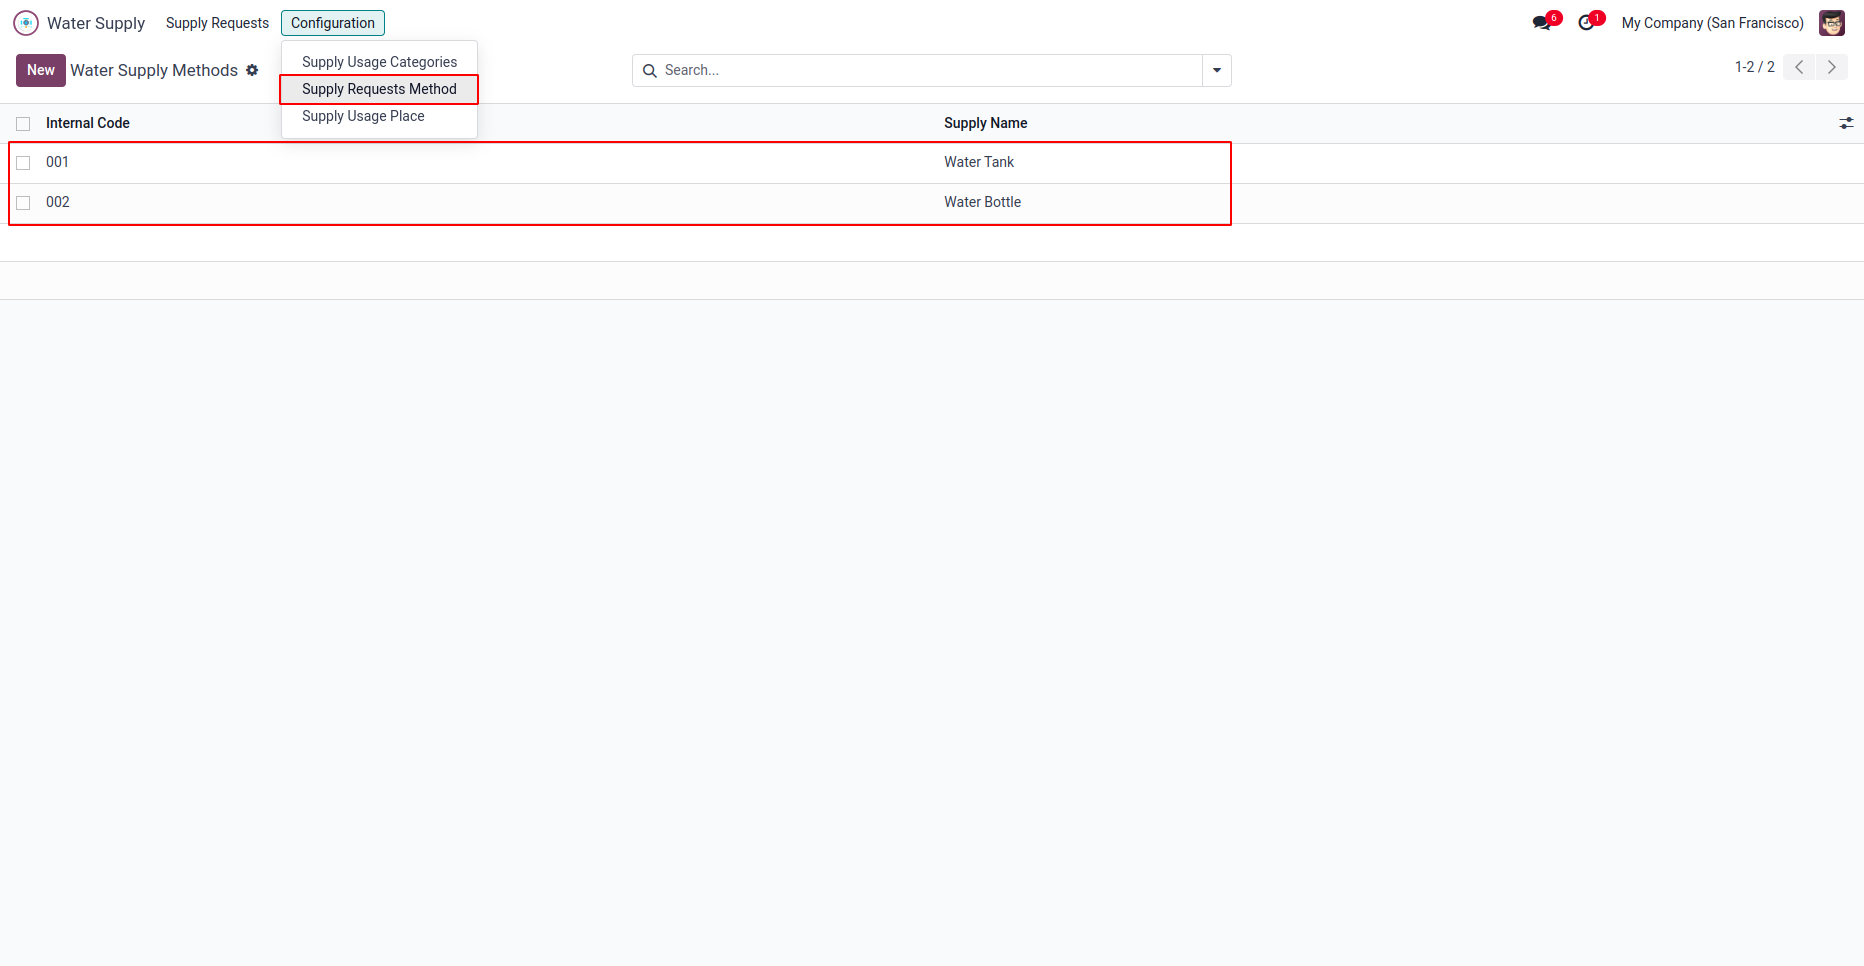 Water Supply Supply Requests Configuration 6 1 My Company (San Francisco)
Supply Usage Categories
Supply Requests Method
Supply Usage Place
New Water Supply Methods Search... 1-2 / 2
Internal Code Supply Name
001 Water Tank
002 Water Bottle